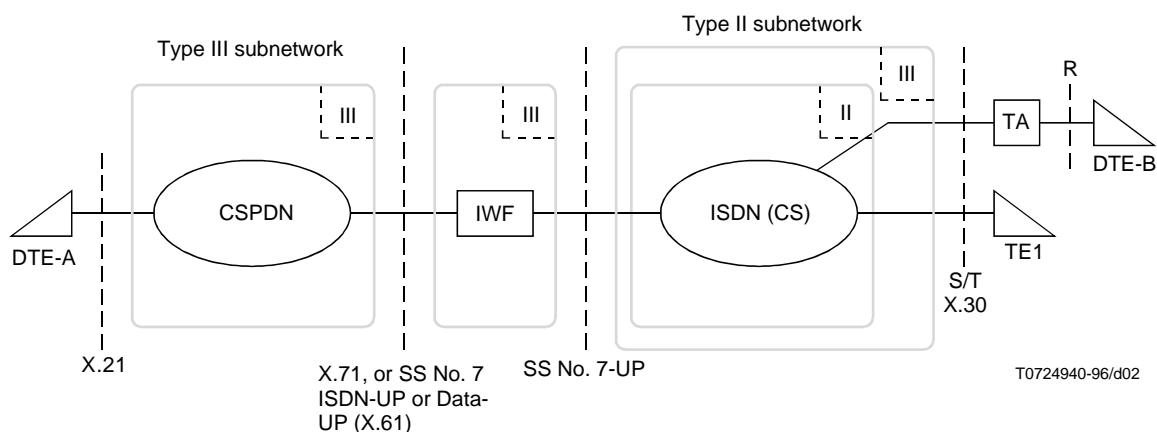 Type III subnetwork
Type II subnetwork
III
III
III
II
R
TA
DTE-B
CSPDN
IWF
ISDN (CS)
DTE-A
TE1
S/T
X.30
X.21
X.71, or SS No. 7
ISDN-UP or Data-
UP (X.61)
SS No. 7-UP
T0724940-96/d02